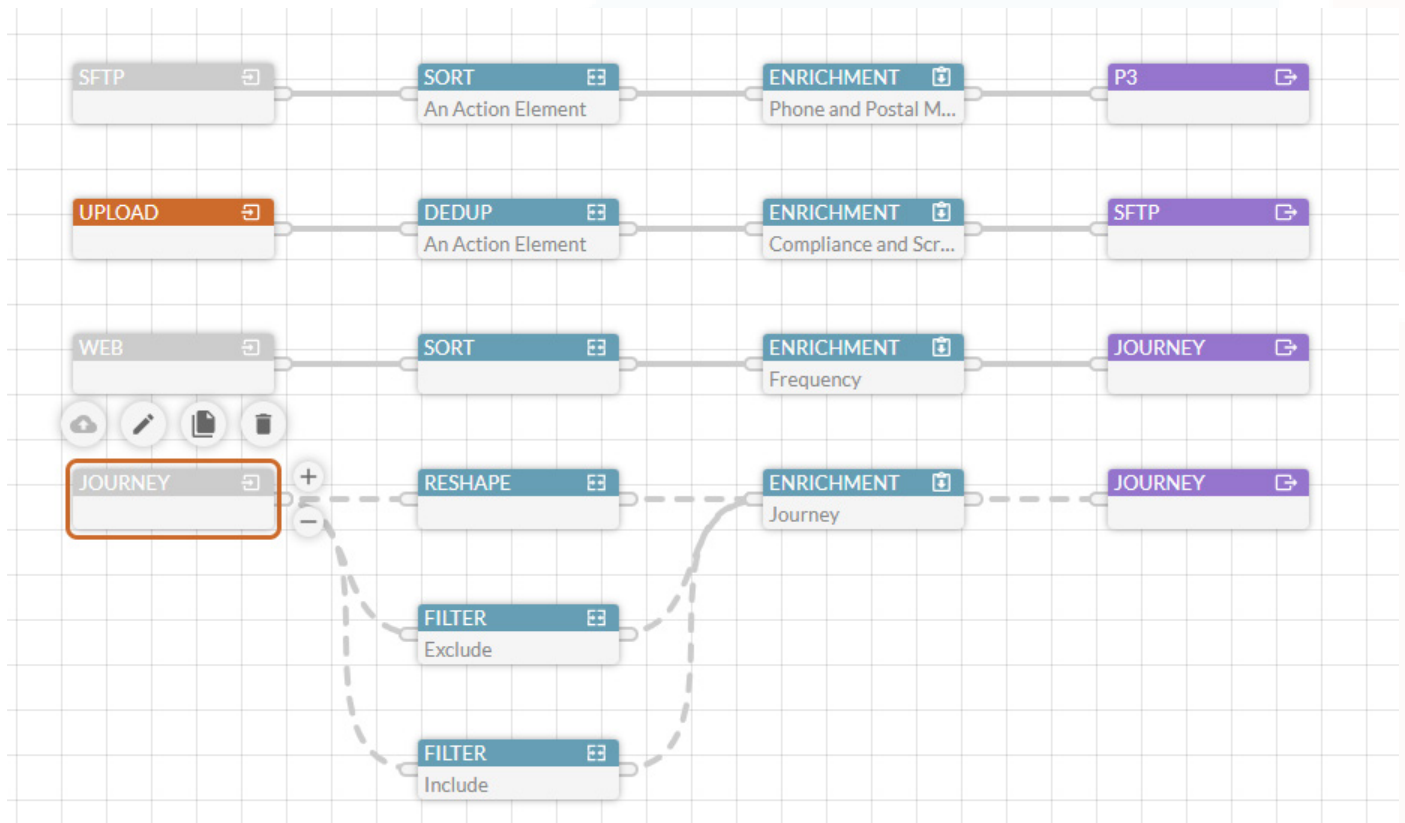 SFTP
SORT
An Action Element
ENRICHMENT
Phone and Postal M...
P3
UPLOAD
DEDUP
An Action Element
ENRICHMENT
Compliance and Scr...
SFTP
WEB
SORT
ENRICHMENT
Frequency
JOURNEY
JOURNEY
RESHAPE
ENRICHMENT
Journey
JOURNEY
FILTER
Exclude
FILTER
Include